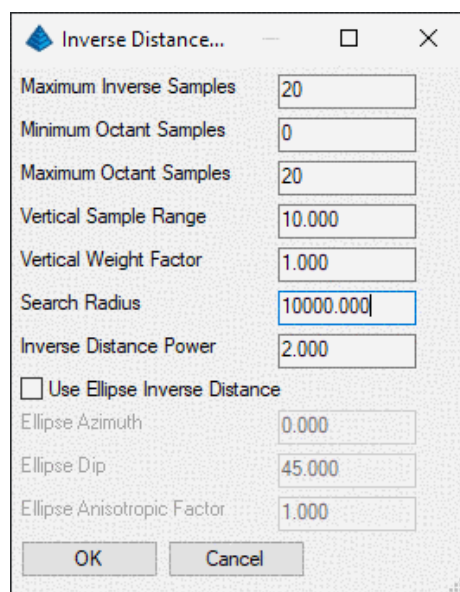 Inverse Distance...
Maximum Inverse Samples 20
Minimum Octant Samples 0
Maximum Octant Samples 20
Vertical Sample Range 10.000
Vertical Weight Factor 1.000
Search Radius 10000.000
Inverse Distance Power 2.000
Use Ellipse Inverse Distance
Ellipse Azimuth 0.000
Ellipse Dip 45.000
Ellipse Anisotropic Factor 1.000
OK Cancel